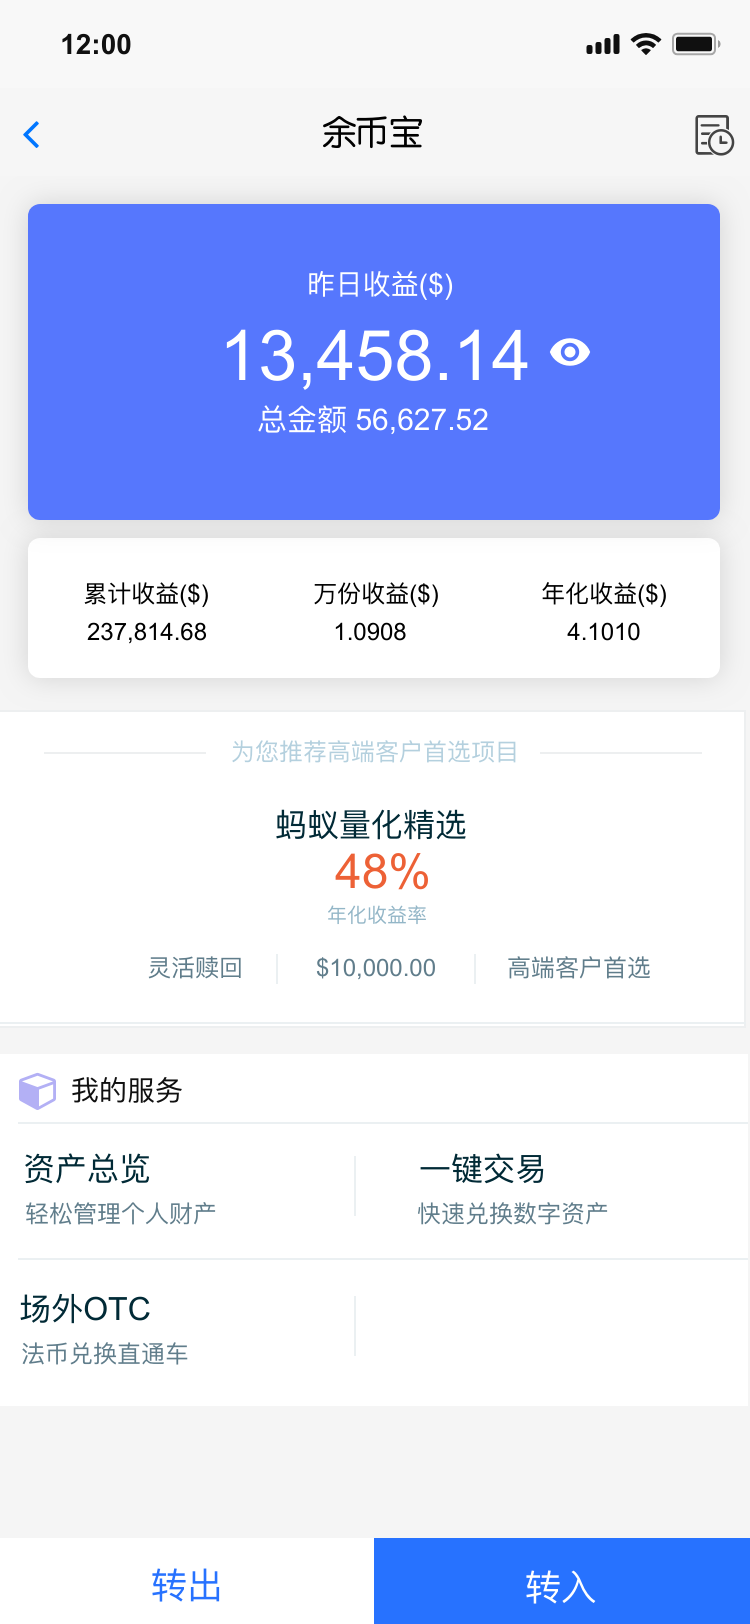 12:00
余币宝
昨日收益($)
13,458.14
总金额 56,627.52
累计收益($) 万份收益($) 年化收益($)
237,814.68 1.0908 4.1010
为您推荐高端客户首选项目
蚂蚁量化精选
48%
年化收益率
灵活赎回 $10,000.00 高端客户首选
我的服务
资产总览 一键交易
轻松管理个人财产 快速兑换数字资产
场外OTC
法币兑换直通车
转出 转入